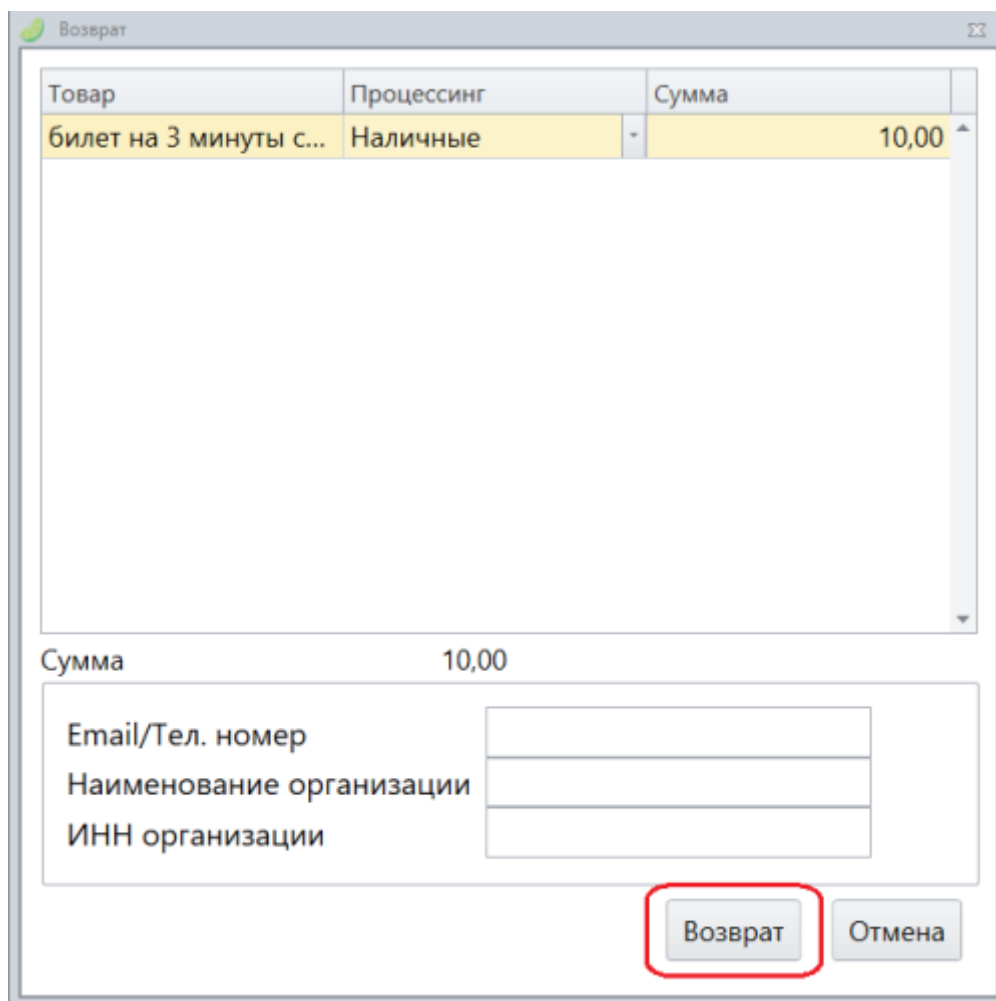 Возврат
Товар Процессинг Сумма
билет на 3 минуты с... Наличные 10,00
Сумма 10,00
Email/Тел. номер
Наименование организации
ИНН организации
Возврат Отмена